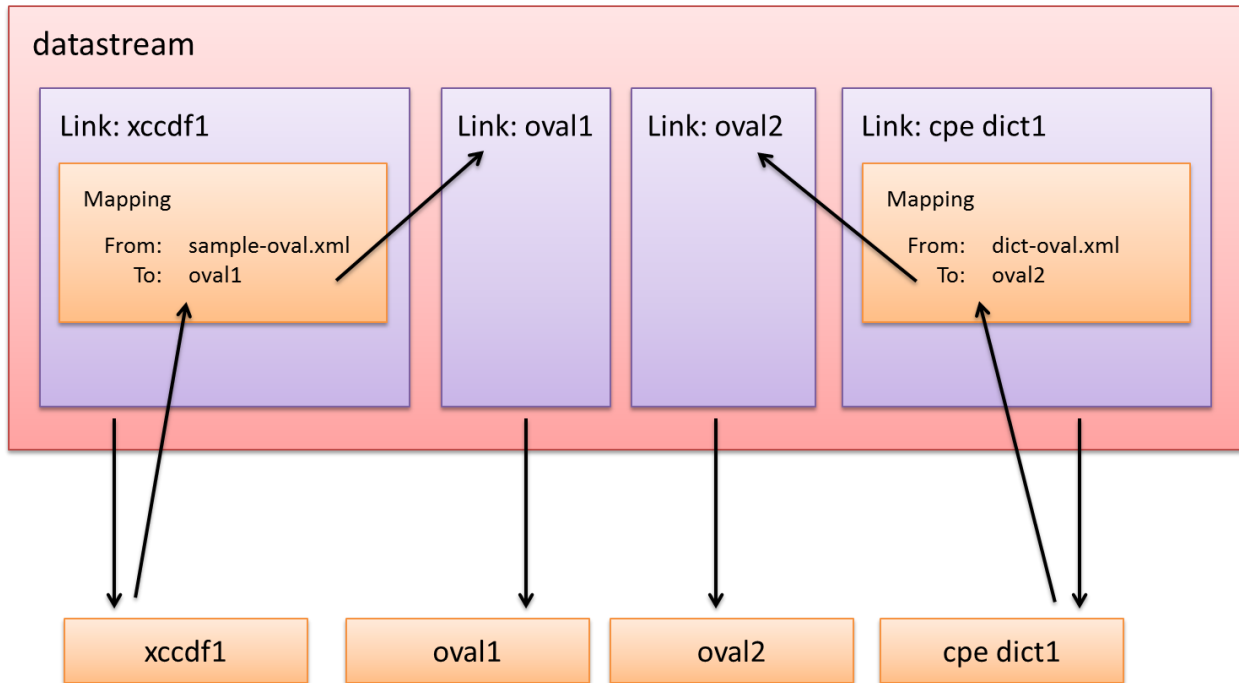 datastream
Link: xccdf1
Mapping
From: sample-oval.xml
To: oval1
Link: oval1
Link: oval2
Link: cpe dict1
Mapping
From: dict-oval.xml
To: oval2
xccdf1
oval1
oval2
cpe dict1